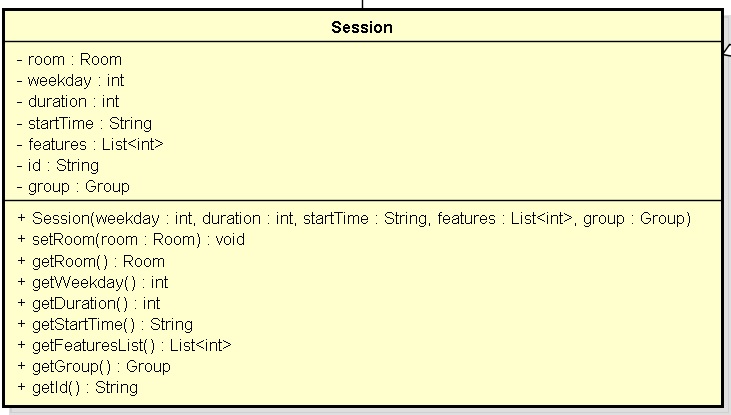 Session
- room : Room
- weekday : int
- duration : int
- startTime : String
- features : List<int>
- id : String
- group : Group
+ Session(weekday : int, duration : int, startTime : String, features : List<int>, group : Group)
+ setRoom(room : Room) : void
+ getRoom() : Room
+ getWeekday() : int
+ getDuration() : int
+ getStartTime() : String
+ getFeaturesList() : List<int>
+ getGroup() : Group
+ getId() : String